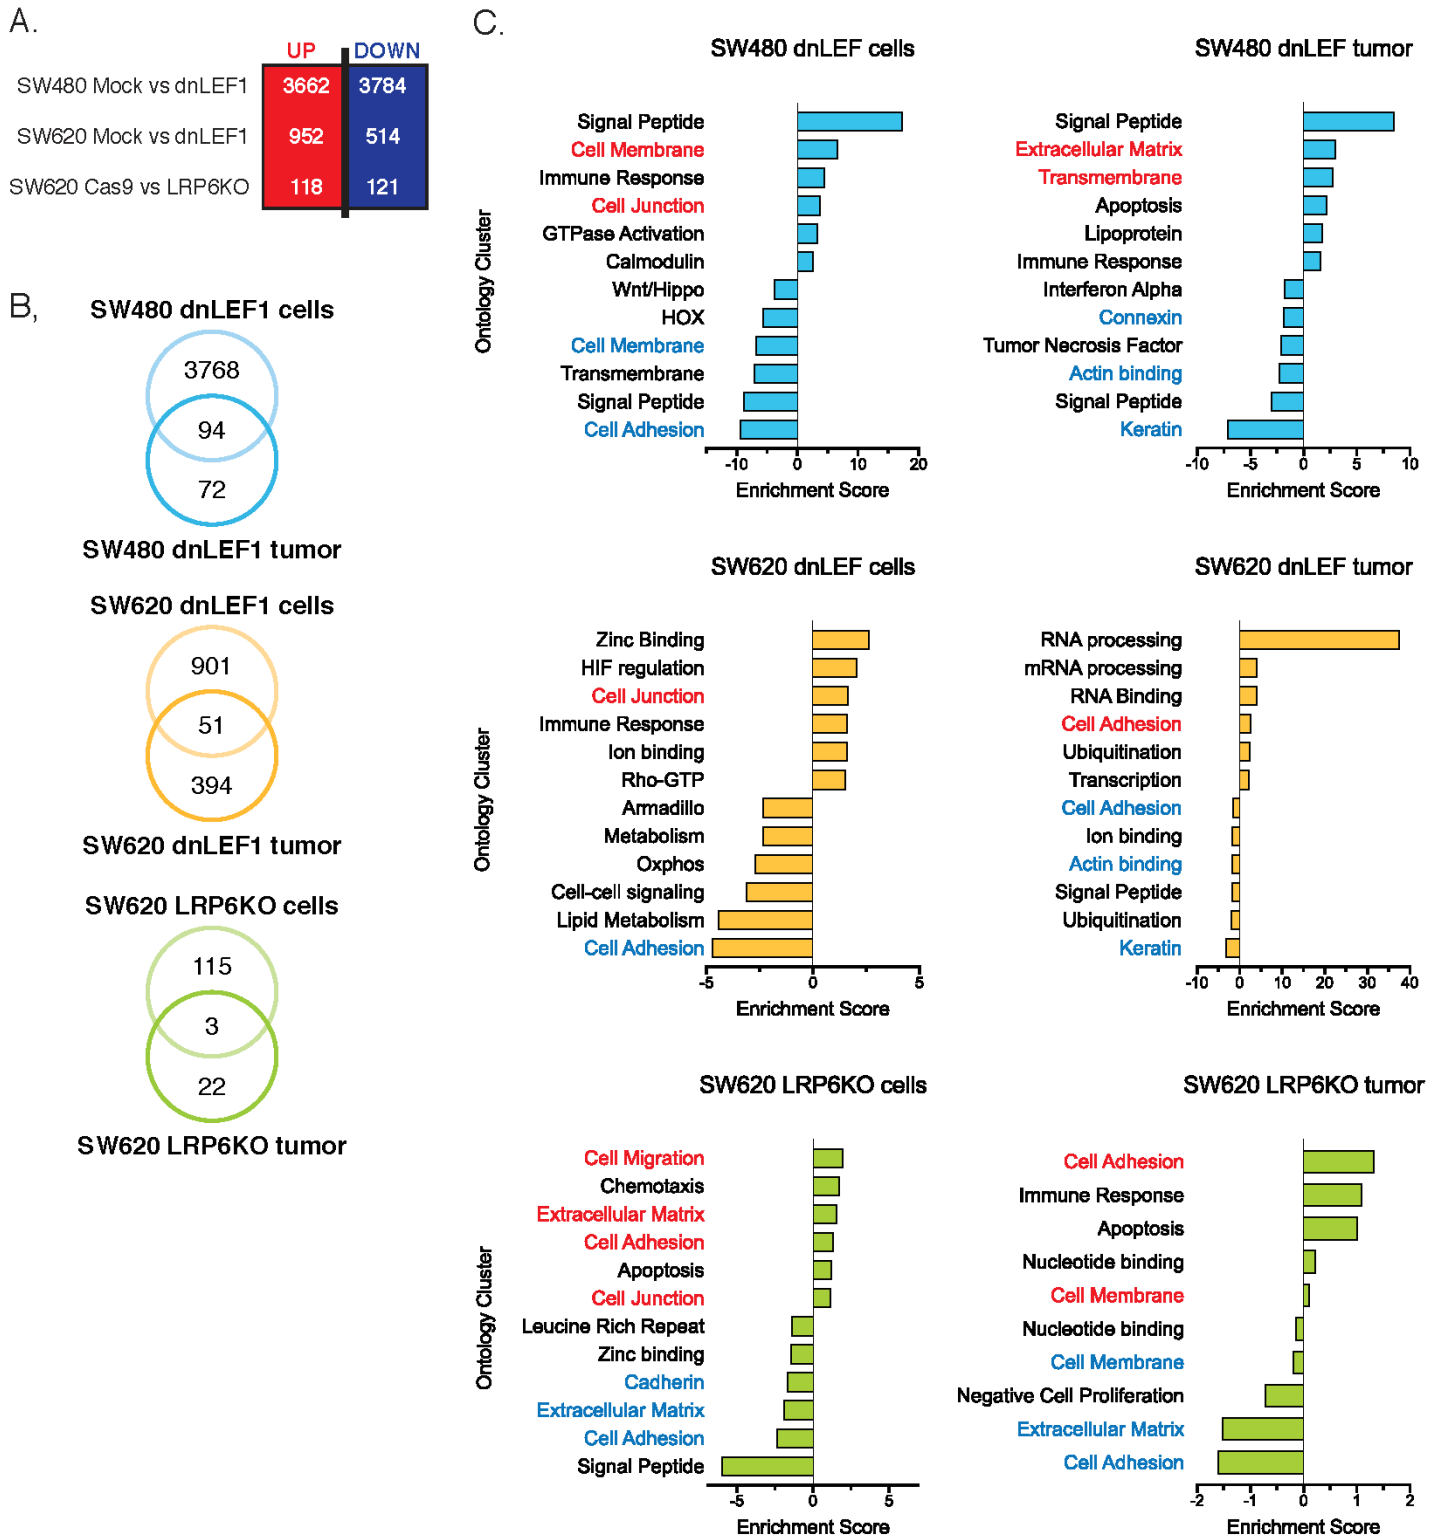 A.
UP DOWN
SW480 Mock vs dnLEF1 3662 3784
SW620 Mock vs dnLEF1 952 514
SW620 Cas9 vs LRP6KO 118 121
B,
SW480 dnLEF1 cells
3768
94
72
SW480 dnLEF1 tumor
SW620 dnLEF1 cells
901
51
394
SW620 dnLEF1 tumor
SW620 LRP6KO cells
115
3
22
SW620 LRP6KO tumor
C.
SW480 dnLEF cells
Ontology Cluster
Signal Peptide
Cell Membrane
Immune Response
Cell Junction
GTPase Activation
Calmodulin
Wnt/Hippo
HOX
Cell Membrane
Transmembrane
Signal Peptide
Cell Adhesion
-10 0 10 20
Enrichment Score
SW480 dnLEF tumor
Signal Peptide
Extracellular Matrix
Transmembrane
Apoptosis
Lipoprotein
Immune Response
Interferon Alpha
Connexin
Tumor Necrosis Factor
Actin binding
Signal Peptide
Keratin
-10 -5 0 5 10
Enrichment Score
SW620 dnLEF cells
Ontology Cluster
Zinc Binding
HIF regulation
Cell Junction
Immune Response
Ion binding
Rho-GTP
Armadillo
Metabolism
Oxphos
Cell-cell signaling
Lipid Metabolism
Cell Adhesion
-5 0 5
Enrichment Score
SW620 dnLEF tumor
RNA processing
mRNA processing
RNA Binding
Cell Adhesion
Ubiquitination
Transcription
Cell Adhesion
Ion binding
Actin binding
Signal Peptide
Ubiquitination
Keratin
-10 0 10 20 30 40
Enrichment Score
SW620 LRP6KO cells
Ontology Cluster
Cell Migration
Chemotaxis
Extracellular Matrix
Cell Adhesion
Apoptosis
Cell Junction
Leucine Rich Repeat
Zinc binding
Cadherin
Extracellular Matrix
Cell Adhesion
Signal Peptide
-5 0 5
Enrichment Score
SW620 LRP6KO tumor
Cell Adhesion
Immune Response
Apoptosis
Nucleotide binding
Cell Membrane
Nucleotide binding
Cell Membrane
Negative Cell Proliferation
Extracellular Matrix
Cell Adhesion
-2 -1 0 1 2
Enrichment Score